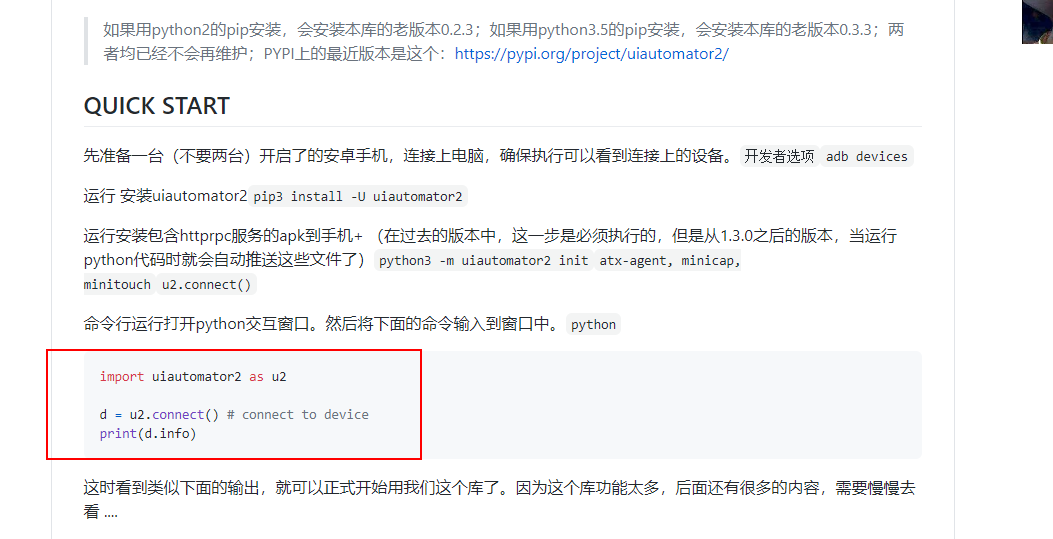 如果用python2的pip安装，会安装本库的老版本0.2.3；如果用python3.5的pip安装，会安装本库的老版本0.3.3；两
者均已经不会再维护；PYPI上的最近版本是这个：https://pypi.org/project/uiautomator2/
QUICK START
先准备一台（不要两台）开启了的安卓手机，连接上电脑，确保执行可以看到连接上的设备。 开发者选项 adb devices
运行 安装uiautomator2 pip3 install -U uiautomator2
运行安装包含httprpc服务的apk到手机+ （在过去的版本中，这一步是必须执行的，但是从1.3.0之后的版本，当运行
python代码时就会自动推送这些文件了） python3 -m uiautomator2 init atx-agent, minicap,
minitouch u2.connect()
命令行运行打开python交互窗口。然后将下面的命令输入到窗口中。 python
import uiautomator2 as u2
d = u2.connect() # connect to device
print(d.info)
这时看到类似下面的输出，就可以正式开始用我们这个库了。因为这个库功能太多，后面还有很多的内容，需要慢慢去
看 ....